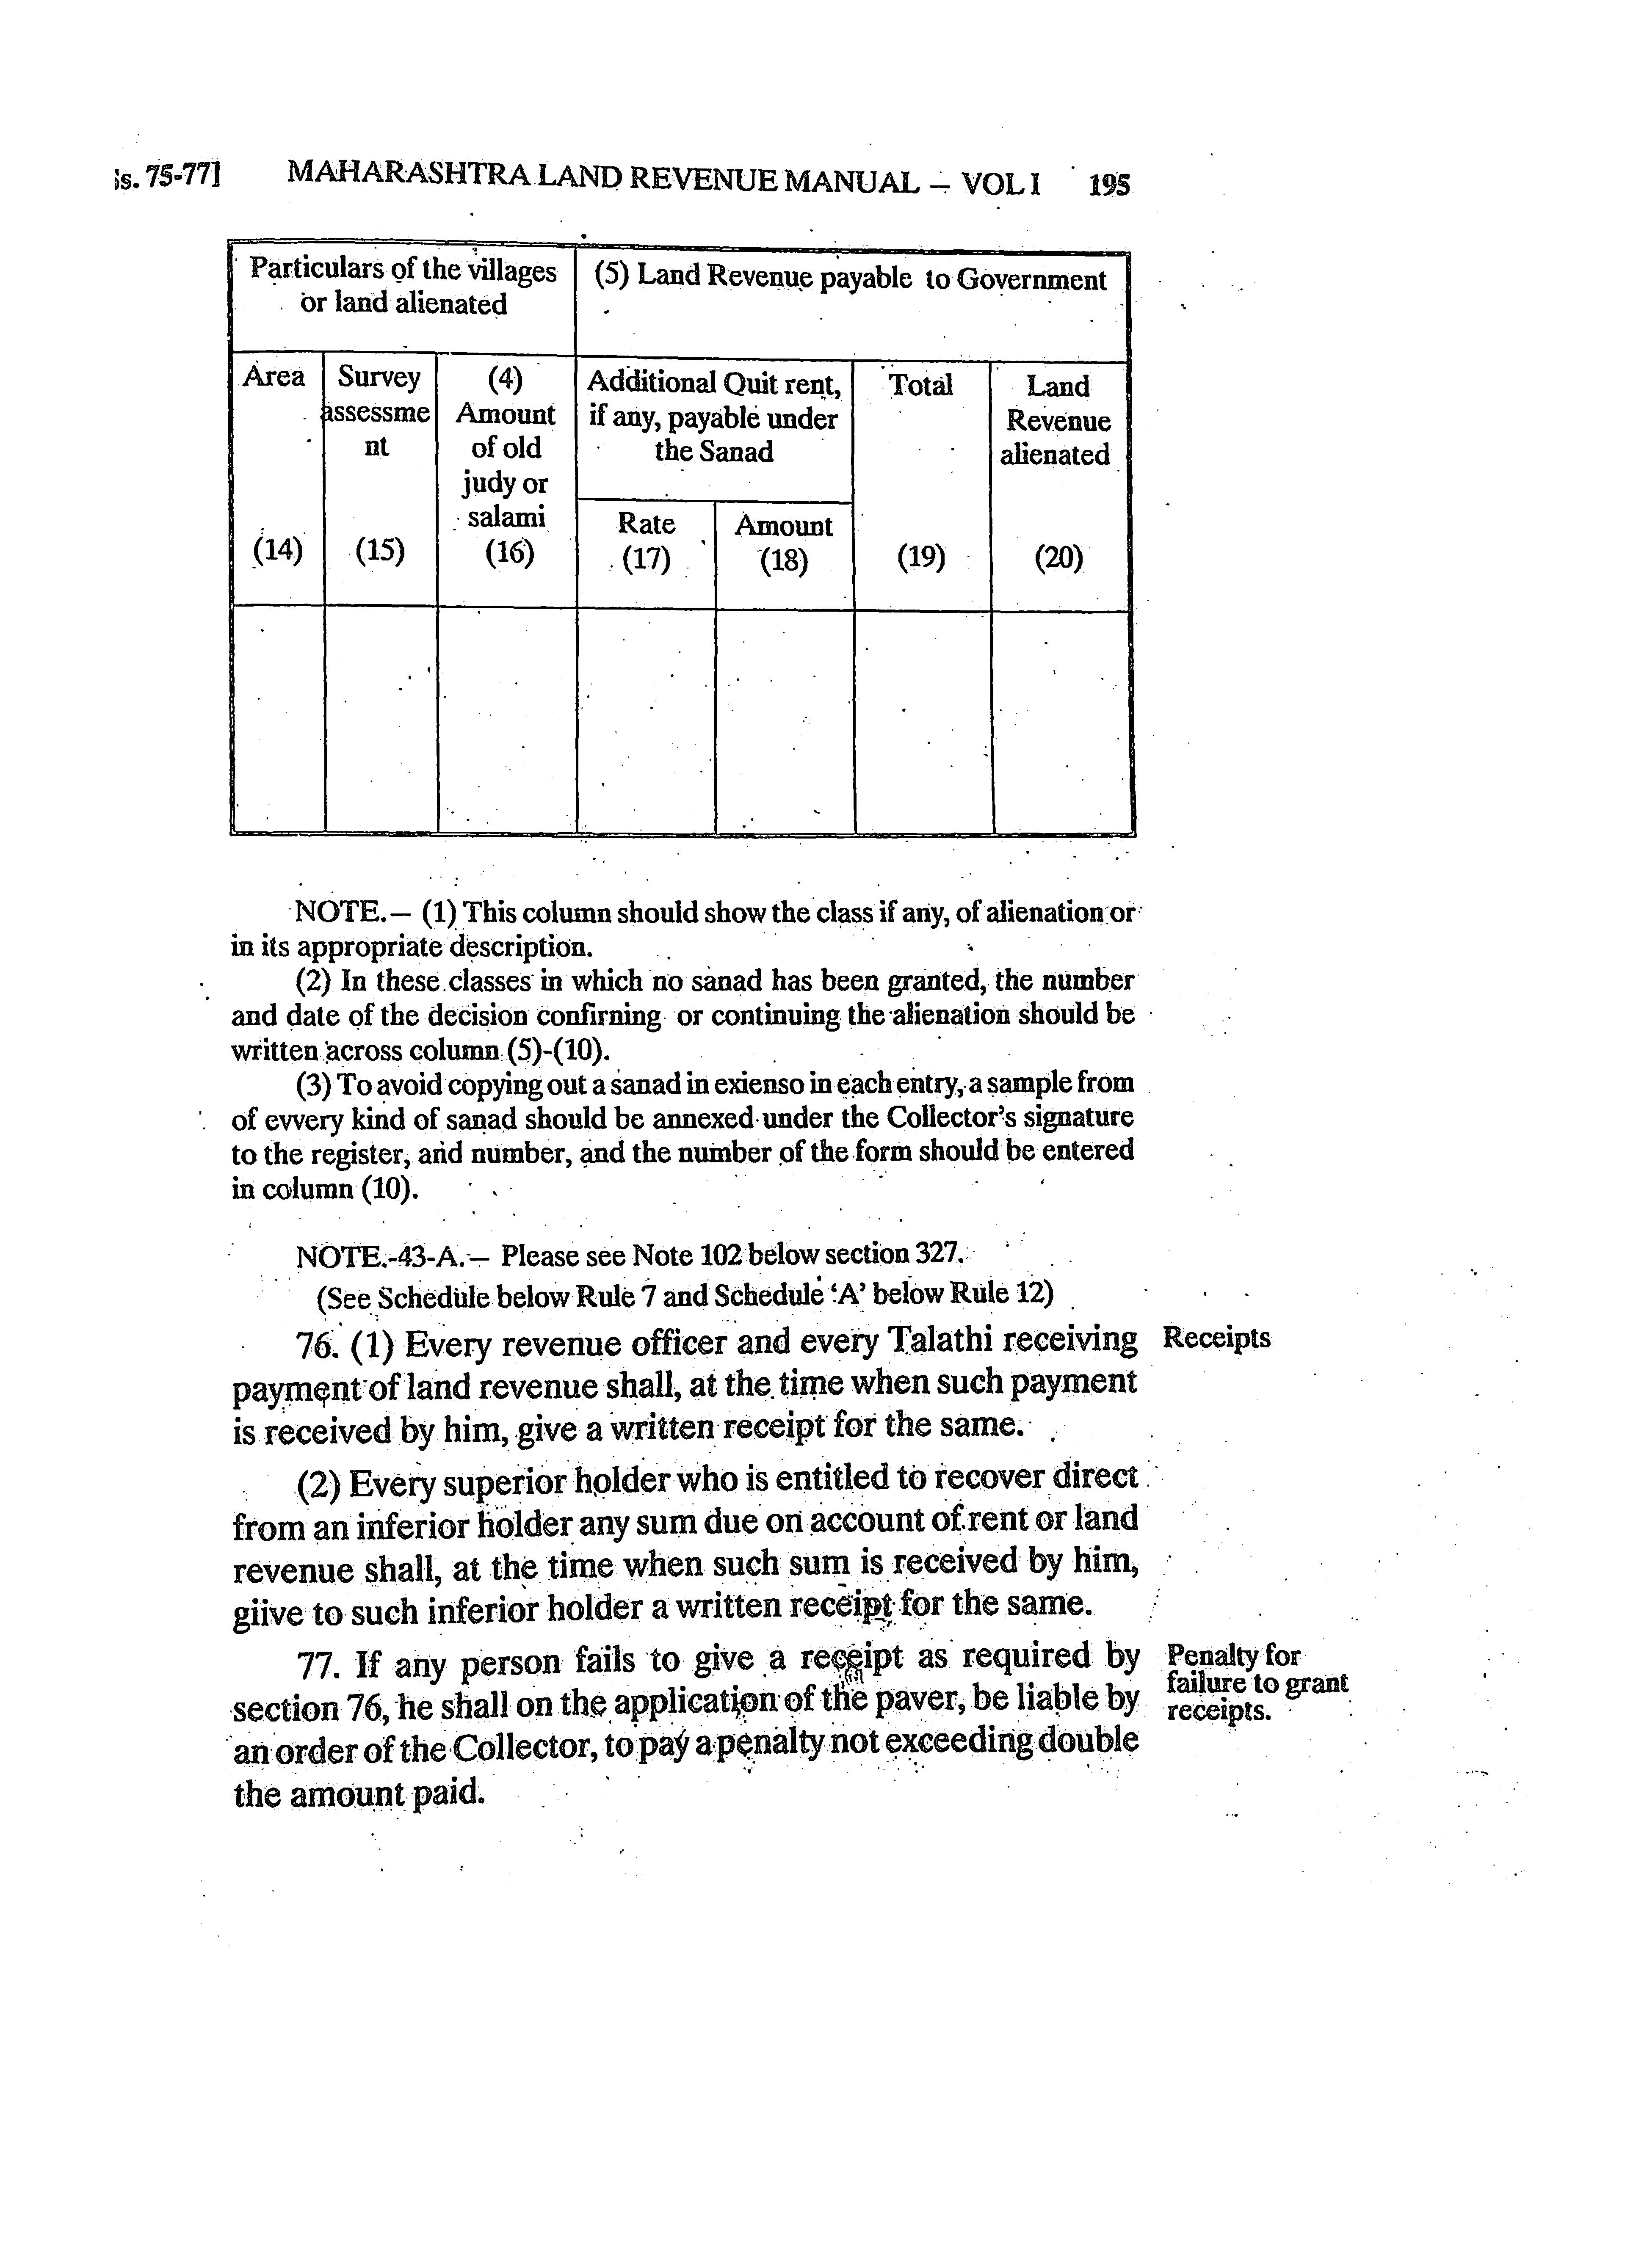 s. 75-77] MAHARASHTRA LAND REVENUE MANUAL – VOL I 195
Particulars of the villages
or land alienated
(5) Land Revenue payable to Government
Area
(14)
Survey
assessme
nt
(15)
(4)
Amount
of old
judy or
salami
(16)
Additional Quit rent,
if any, payable under
the Sanad
Rate
(17)
Amount
(18)
Total
(19)
Land
Revenue
alienated
(20)
NOTE.– (1) This column should show the class if any, of alienation or
in its appropriate description.
(2) In these classes in which no sanad has been granted, the number
and date of the decision confirning or continuing the alienation should be
written across column (5)-(10).
(3) To avoid copying out a sanad in exienso in each entry, a sample from
of evvery kind of sanad should be annexed under the Collector's signature
to the register, and number, and the number of the form should be entered
in column (10).
NOTE.-43-A.– Please see Note 102 below section 327.
(See Schedule below Rule 7 and Schedule 'A' below Rule 12)
76. (1) Every revenue officer and every Talathi receiving
payment of land revenue shall, at the time when such payment
is received by him, give a written receipt for the same.
Receipts
(2) Every superior holder who is entitled to recover direct
from an inferior holder any sum due on account of rent or land
revenue shall, at the time when such sum is received by him,
giive to such inferior holder a written receipt for the same.
77. If any person fails to give a receipt as required by
section 76, he shall on the application of the paver, be liable by
an order of the Collector, to pay a penalty not exceeding double
the amount paid.
Penalty for
failure to grant
receipts.